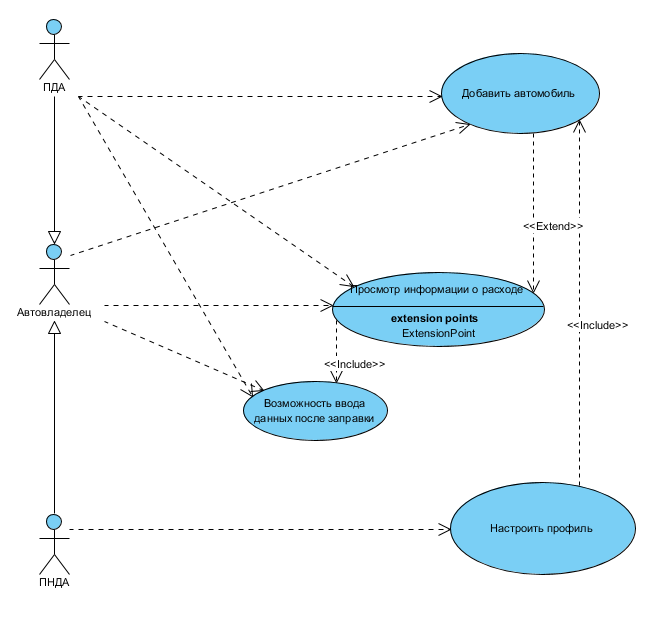 ПДА
Добавить автомобиль
<<Extend>>
Автовладелец
Просмотр информации о расходе
extension points
ExtensionPoint
<<Include>>
<<Include>>
Возможность ввода
данных после заправки
Настроить профиль
ПНДА